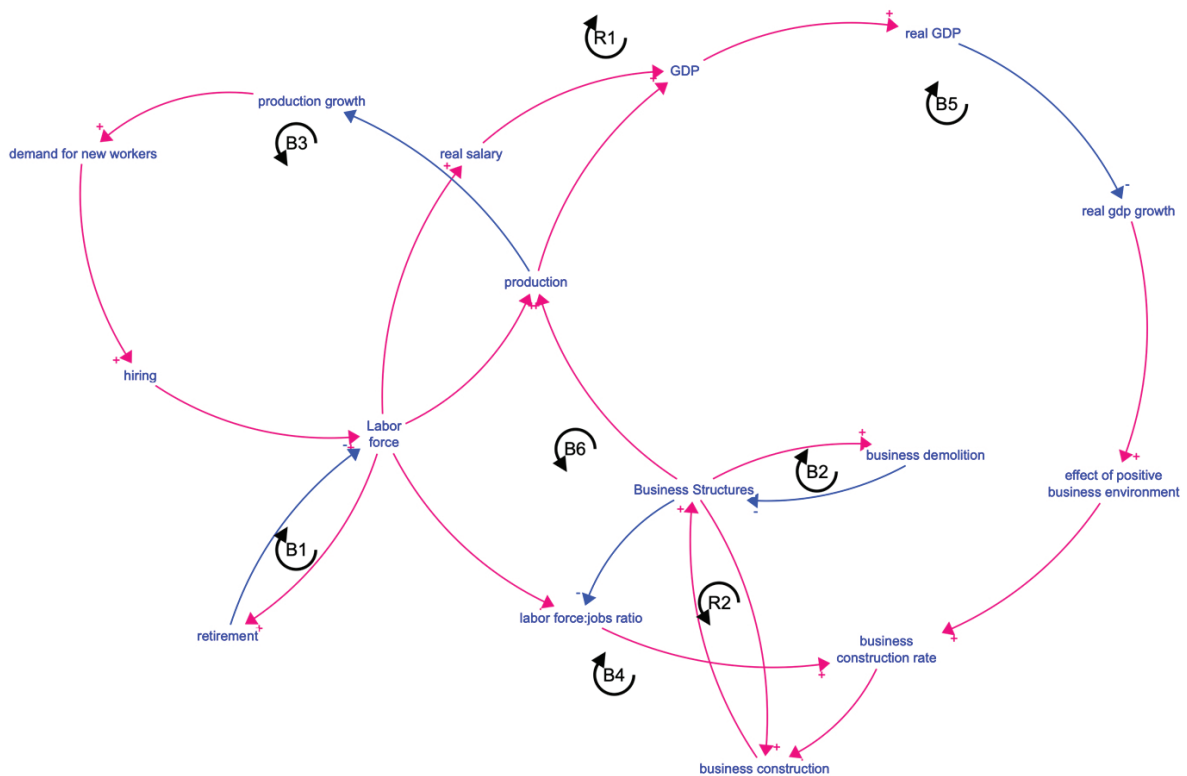 R1
+
real GDP
+
GDP
+
B5
production growth
+
B3
demand for new workers
real salary
+
-
real gdp growth
production
++
+
hiring
Labor
force
-
+
B6
+
business demolition
B2
+
effect of positive
business environment
Business Structures
+
-
B1
-
R2
+
labor force:jobs ratio
retirement
+
+
business
construction rate
+
B4
+
business construction